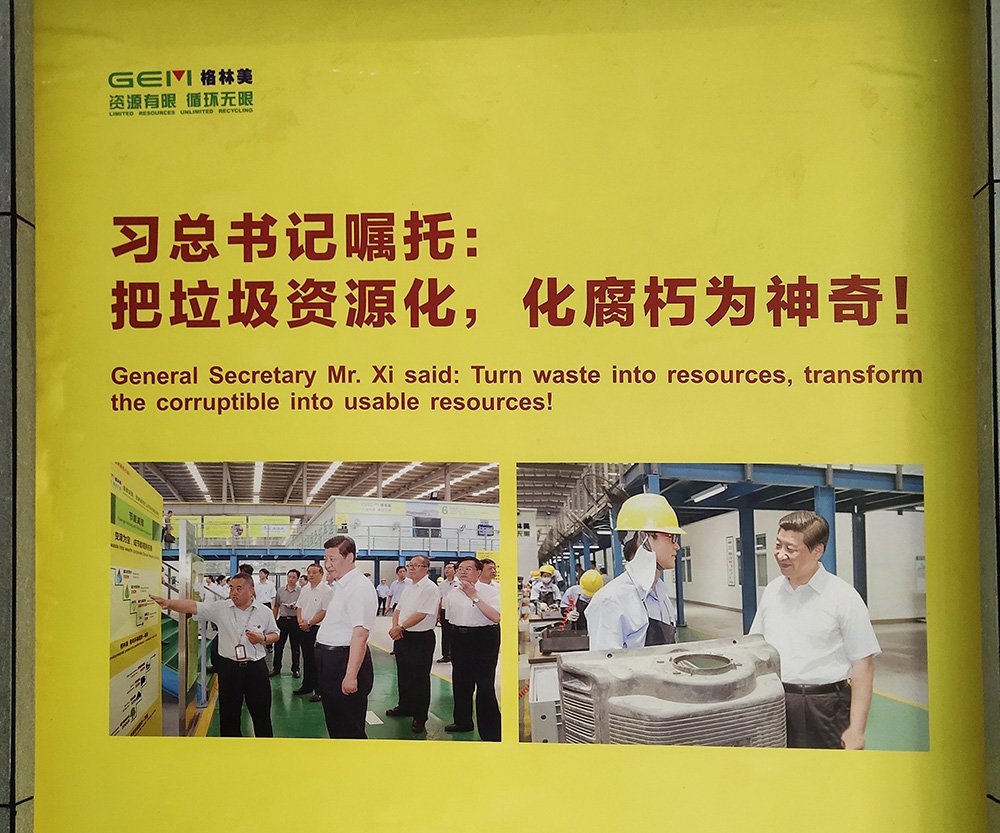 GEM 格林美
资源有限 循环无限
LIMITED RESOURCES UNLIMITED RECYCLING
习总书记嘱托:
把垃圾资源化，化腐朽为神奇！
General Secretary Mr. Xi said: Turn waste into resources, transform
the corruptible into usable resources!
6